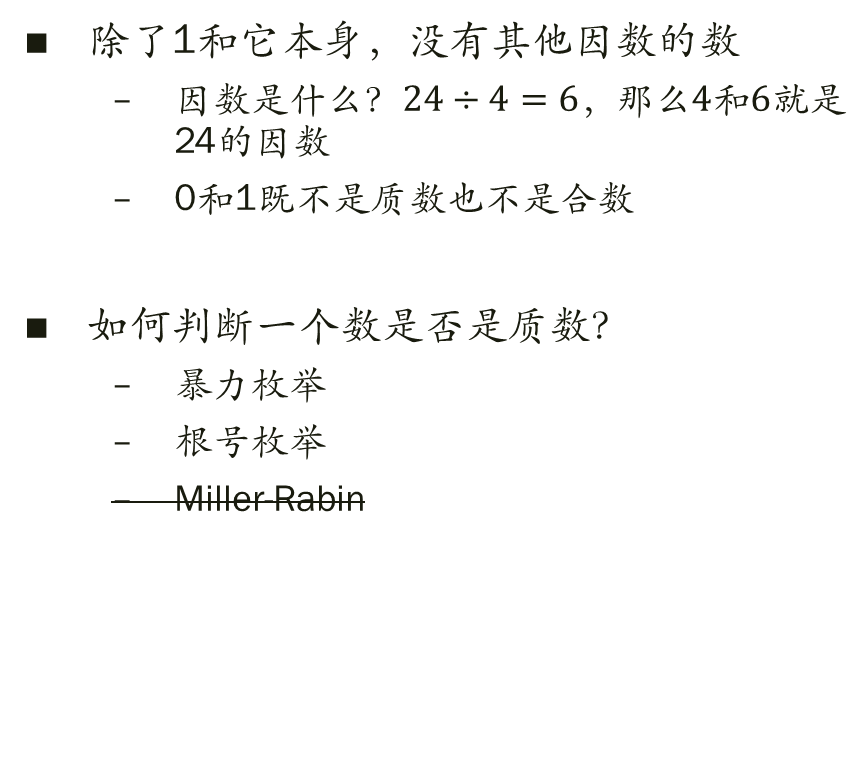 ■ 除了1和它本身，没有其他因数的数
– 因数是什么？24 ÷ 4 = 6，那么4和6就是
24的因数
– 0和1既不是质数也不是合数
■ 如何判断一个数是否是质数？
– 暴力枚举
– 根号枚举
– Miller-Rabin